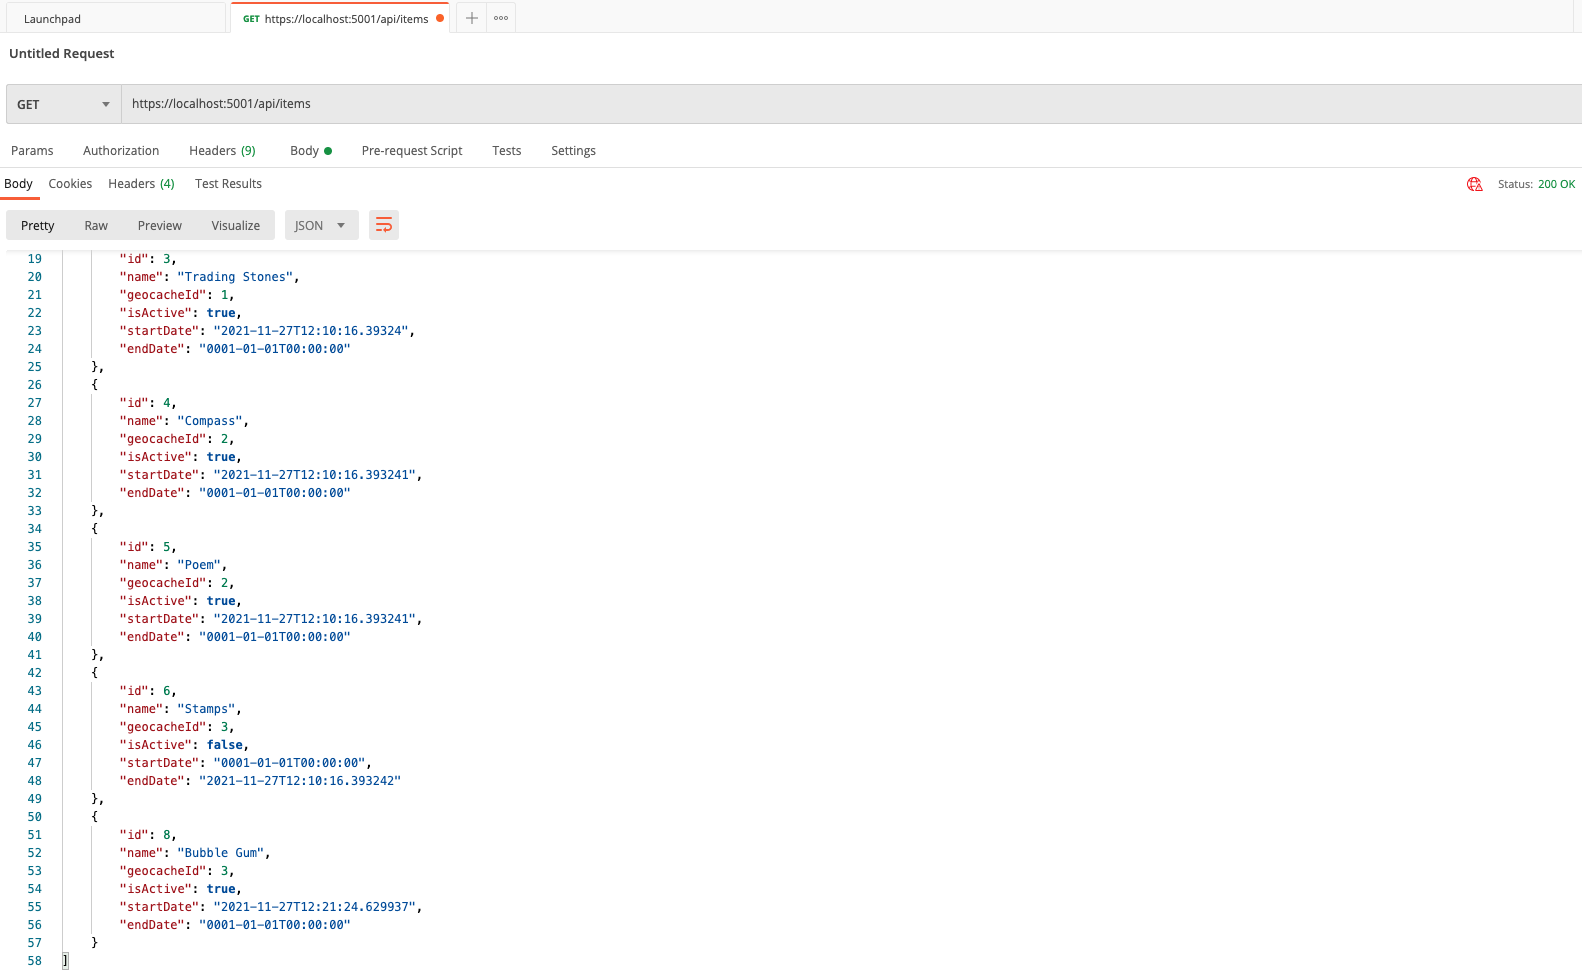 Launchpad
GET https://localhost:5001/api/items
Untitled Request
GET https://localhost:5001/api/items
Params Authorization Headers (9) Body Pre-request Script Tests Settings
Body Cookies Headers (4) Test Results Status: 200 OK
Pretty Raw Preview Visualize JSON
19 "id": 3,
20 "name": "Trading Stones",
21 "geocacheId": 1,
22 "isActive": true,
23 "startDate": "2021-11-27T12:10:16.39324",
24 "endDate": "0001-01-01T00:00:00"
25 },
26 {
27 "id": 4,
28 "name": "Compass",
29 "geocacheId": 2,
30 "isActive": true,
31 "startDate": "2021-11-27T12:10:16.393241",
32 "endDate": "0001-01-01T00:00:00"
33 },
34 {
35 "id": 5,
36 "name": "Poem",
37 "geocacheId": 2,
38 "isActive": true,
39 "startDate": "2021-11-27T12:10:16.393241",
40 "endDate": "0001-01-01T00:00:00"
41 },
42 {
43 "id": 6,
44 "name": "Stamps",
45 "geocacheId": 3,
46 "isActive": false,
47 "startDate": "0001-01-01T00:00:00",
48 "endDate": "2021-11-27T12:10:16.393242"
49 },
50 {
51 "id": 8,
52 "name": "Bubble Gum",
53 "geocacheId": 3,
54 "isActive": true,
55 "startDate": "2021-11-27T12:21:24.629937",
56 "endDate": "0001-01-01T00:00:00"
57 }
58 ]